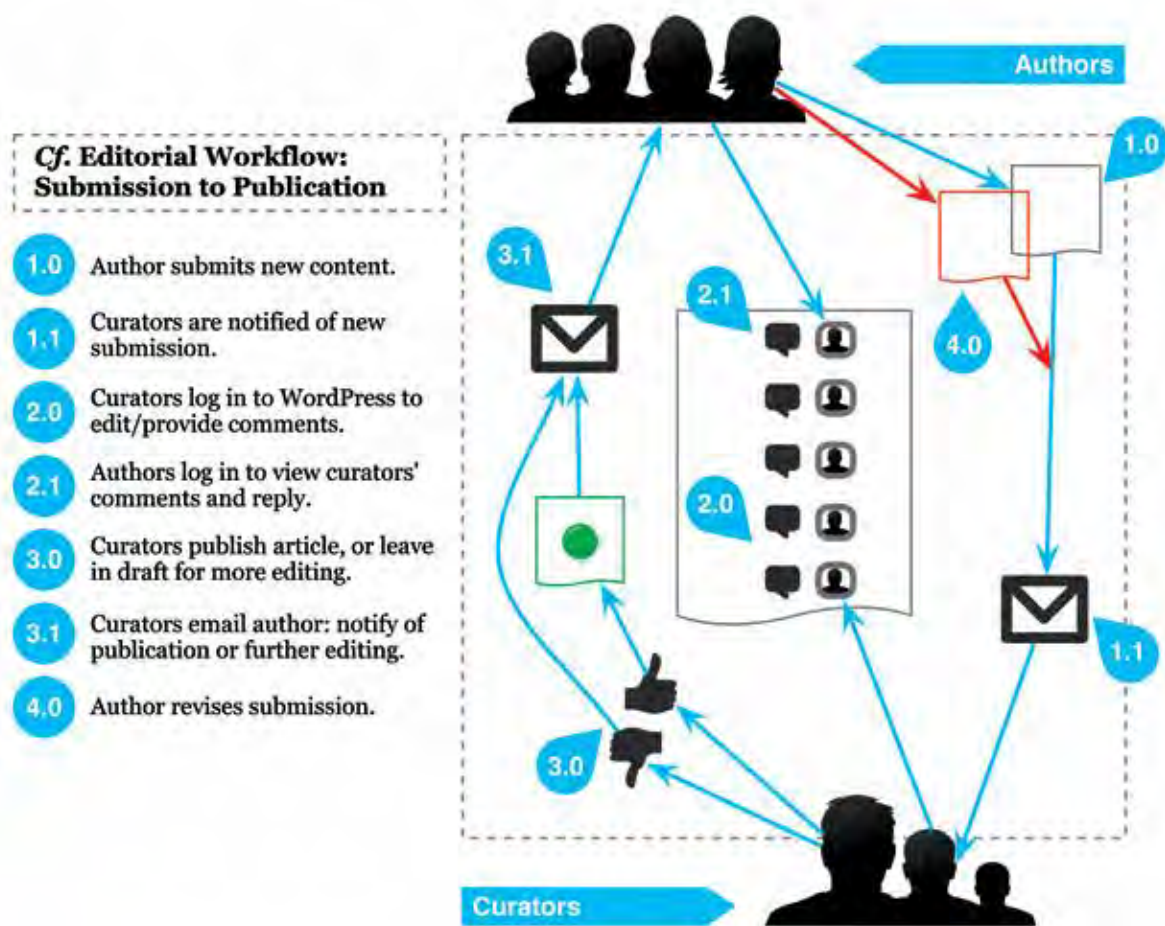 Authors
Cf. Editorial Workflow:
Submission to Publication
1.0 Author submits new content.
1.1 Curators are notified of new
submission.
2.0 Curators log in to WordPress to
edit/provide comments.
2.1 Authors log in to view curators'
comments and reply.
3.0 Curators publish article, or leave
in draft for more editing.
3.1 Curators email author: notify of
publication or further editing.
4.0 Author revises submission.
1.0
3.1
2.1
4.0
2.0
1.1
3.0
Curators